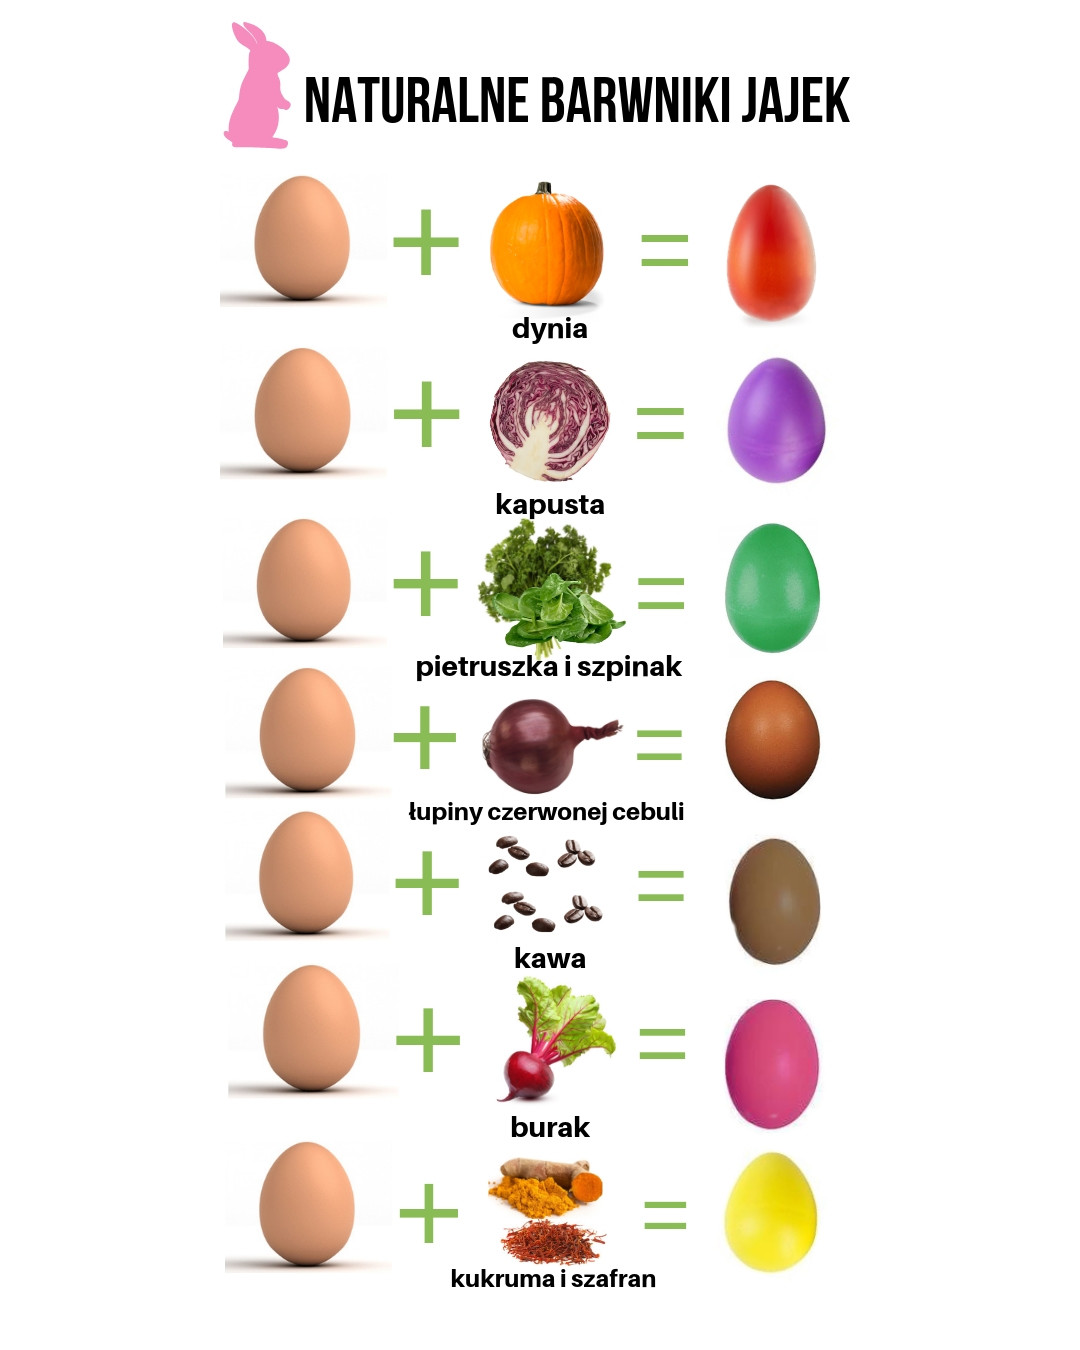 NATURALNE BARWNIKI JAJEK
dynia
kapusta
pietruszka i szpinak
łupiny czerwonej cebuli
kawa
burak
kukruma i szafran